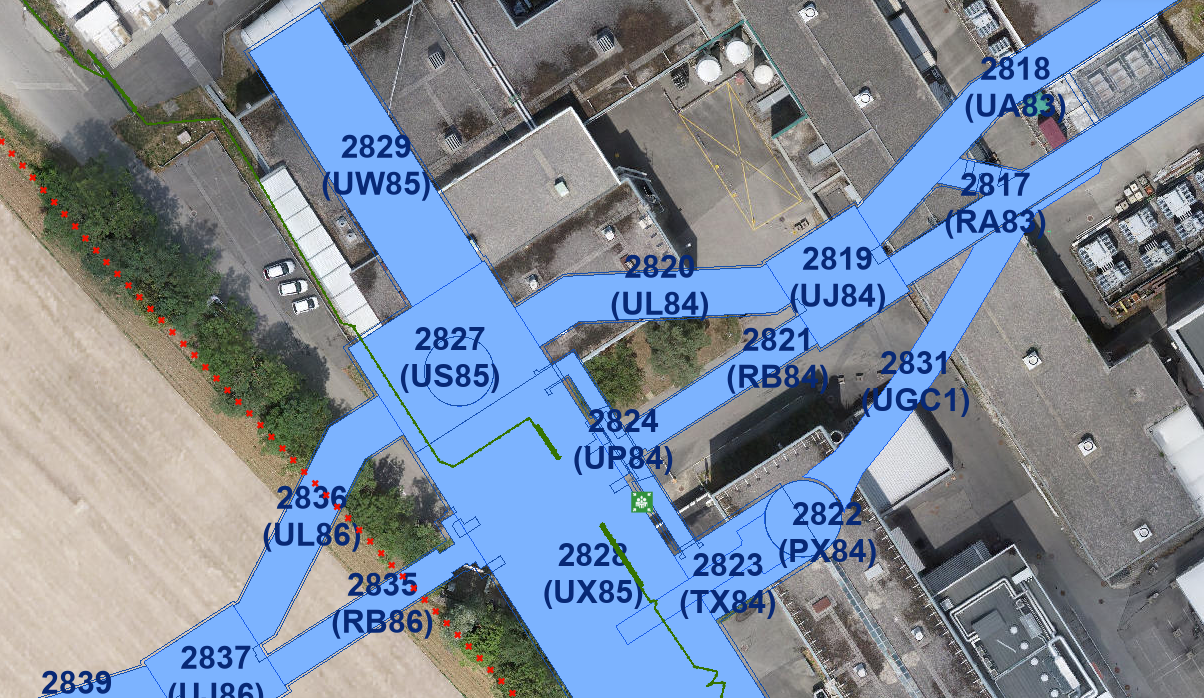 2818
(UA83)
2829
(UW85)
2817
(RA83)
2819
(UJ84)
2820
(UL84)
2827
(US85)
2821
(RB84)
2831
(UGC1)
2824
(UP84)
2836
(UL86)
2822
(PX84)
2828
(UX85)
2823
(TX84)
2835
(RB86)
2837
(UJ86)
2839